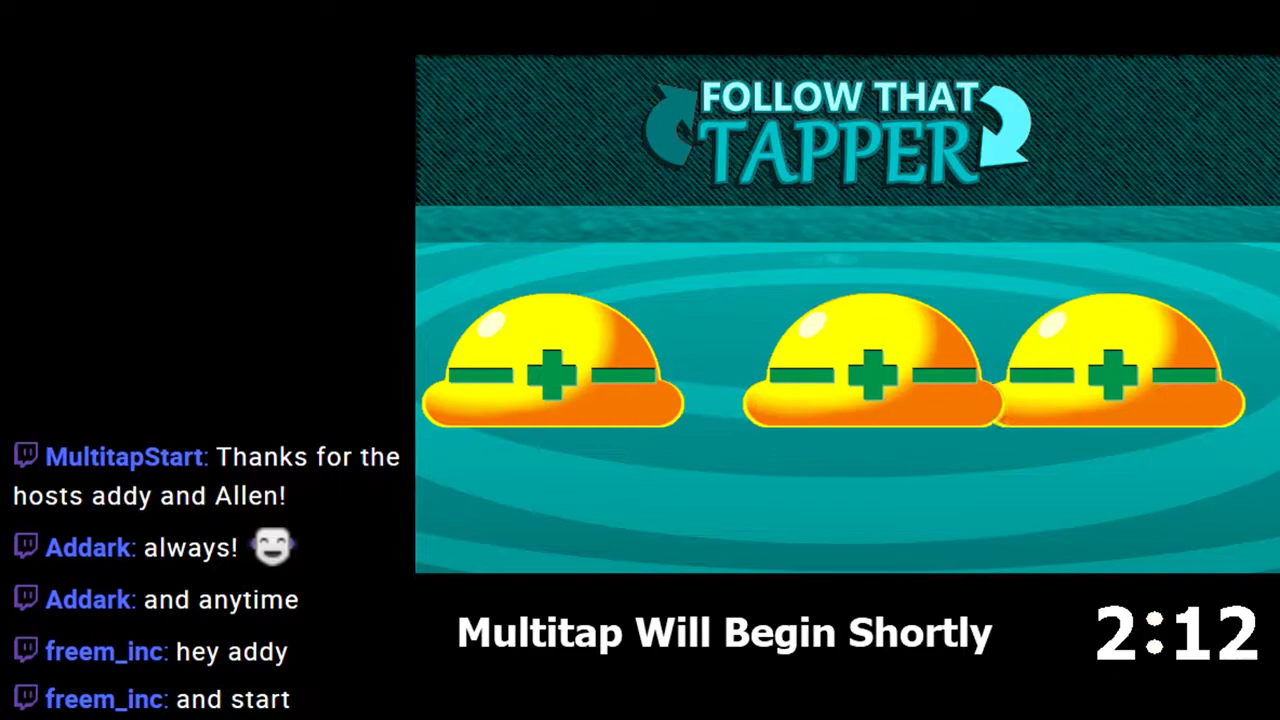 FOLLOW THAT
TAPPER
MultitapStart: Thanks for the
hosts addy and Allen!
Addark: always!
Addark: and anytime
freem_inc: hey addy
freem_inc: and start
Multitap Will Begin Shortly
2:12